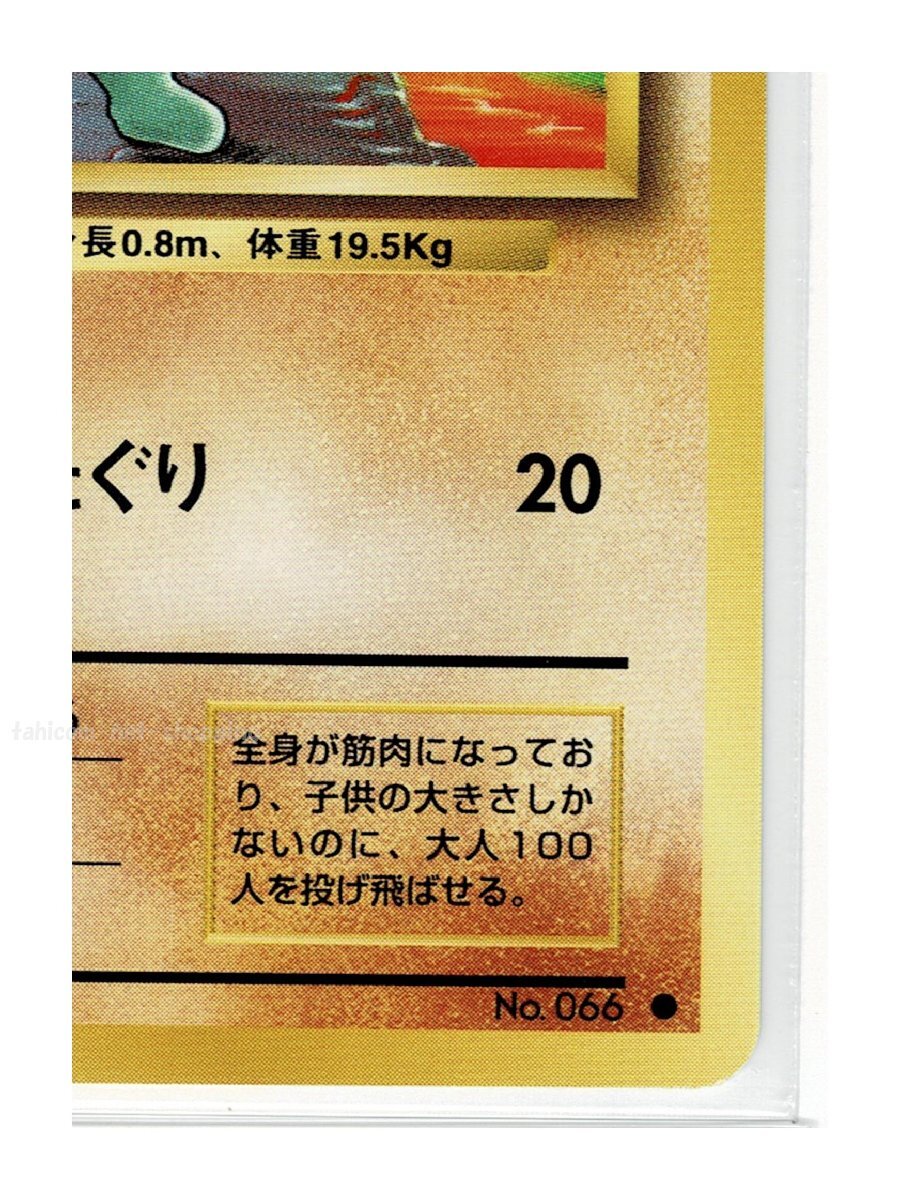 長0.8m、体重19.5Kg
たぐり 20
全身が筋肉になってお
り、子供の大きさしか
ないのに、大人100
人を投げ飛ばせる。
No. 066 ●